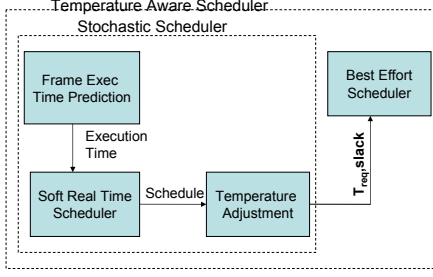 Temperature Aware Scheduler
Stochastic Scheduler
Frame Exec
Time Prediction
Best Effort
Scheduler
Execution
Time
T_req,slack
Soft Real Time
Scheduler
Schedule
Temperature
Adjustment